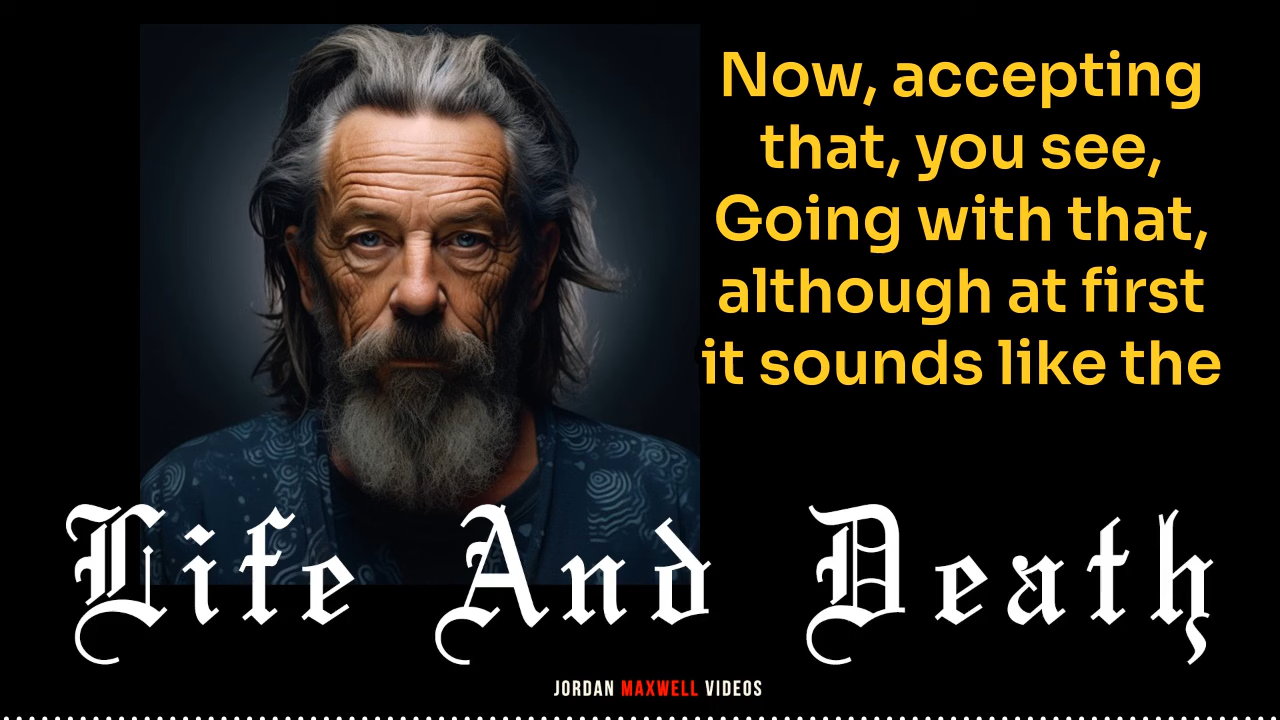 Now, accepting
that, you see,
Going with that,
although at first
it sounds like the
Life And Death
JORDAN MAXWELL VIDEOS